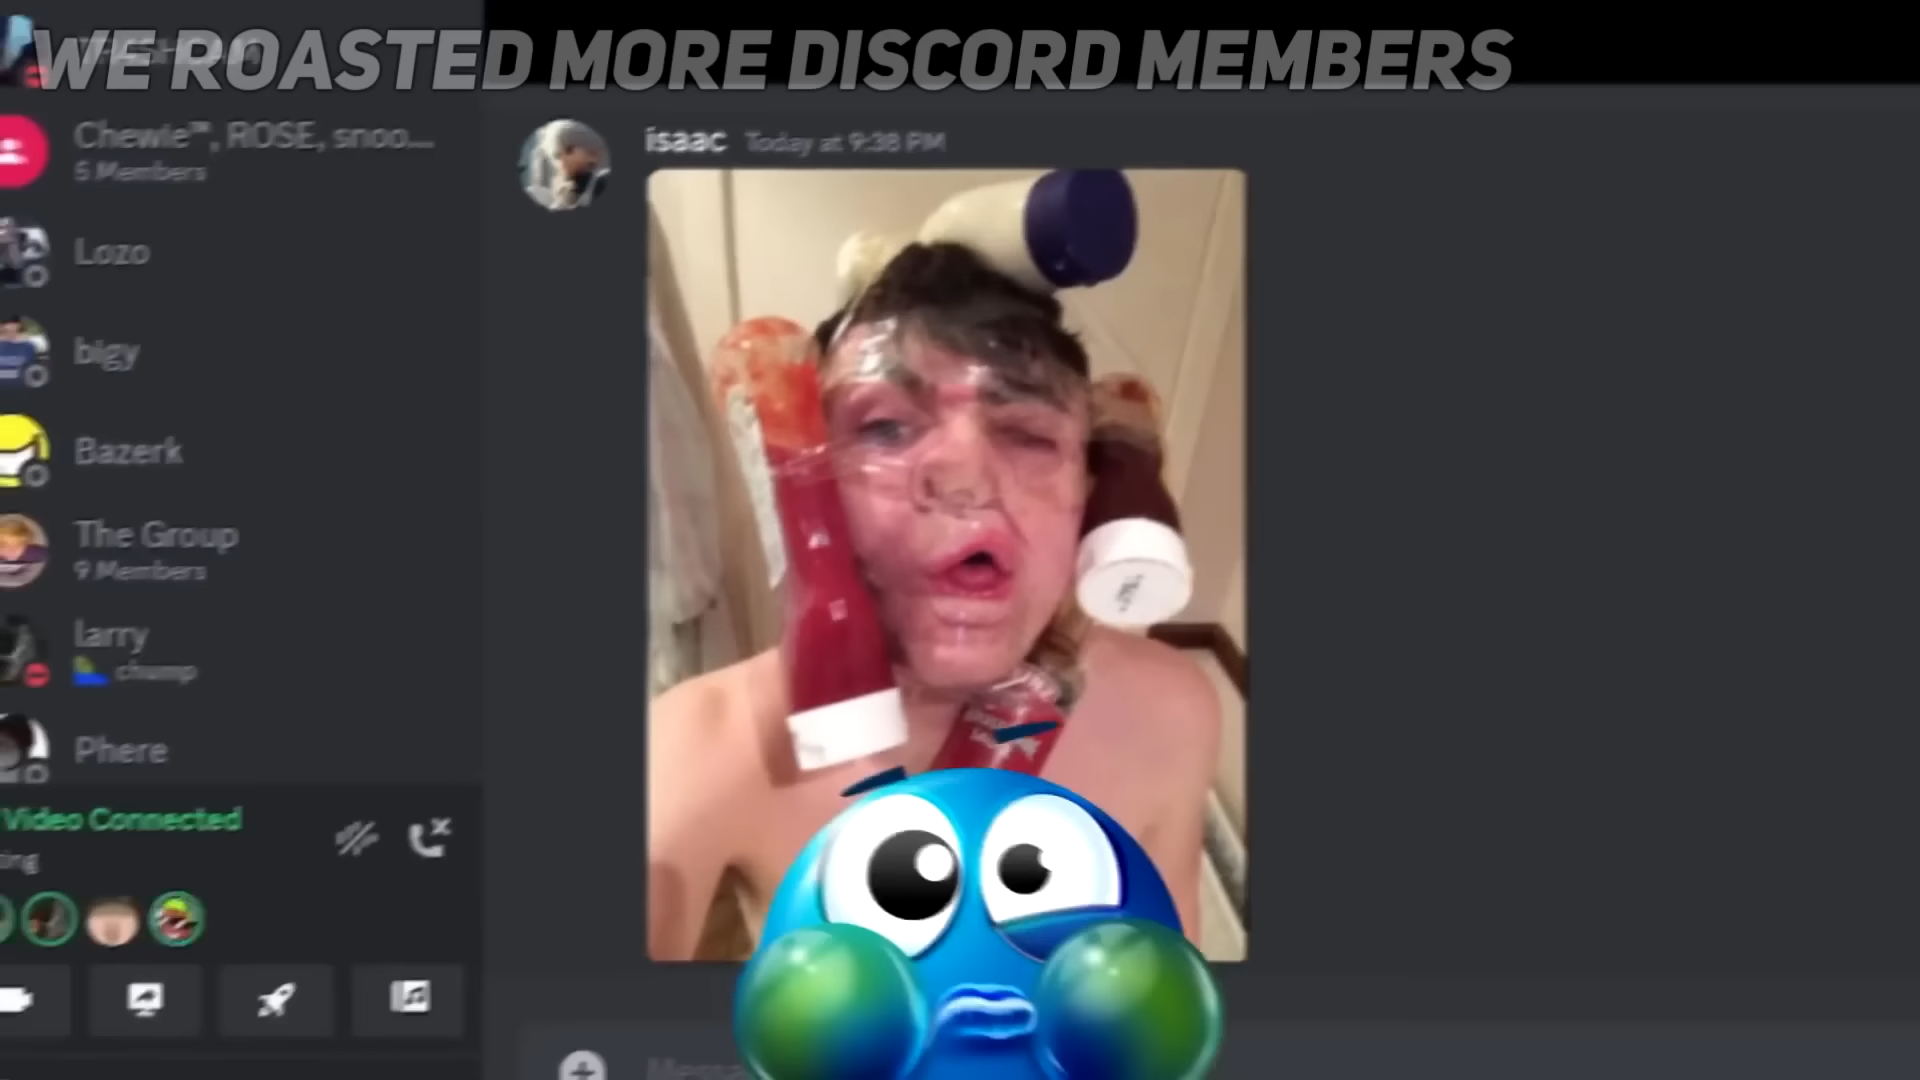 WE ROASTED MORE DISCORD MEMBERS
Chewie™, ROSE, snoo...
5 Members
Lozo
bigy
Bazerk
The Group
9 Members
larry
chump
Phere
Video Connected
isaac Today at 9:38 PM